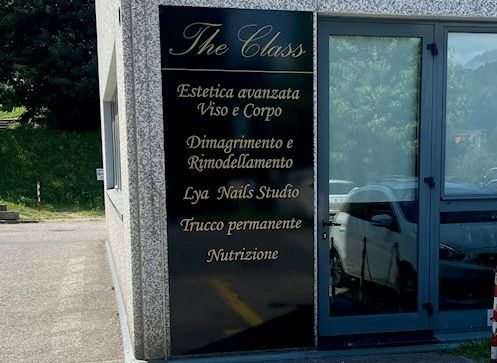 The Class
Estetica avanzata
Viso e Corpo
Dimagrimento e
Rimodellamento
Lya Nails Studio
Trucco permanente
Nutrizione